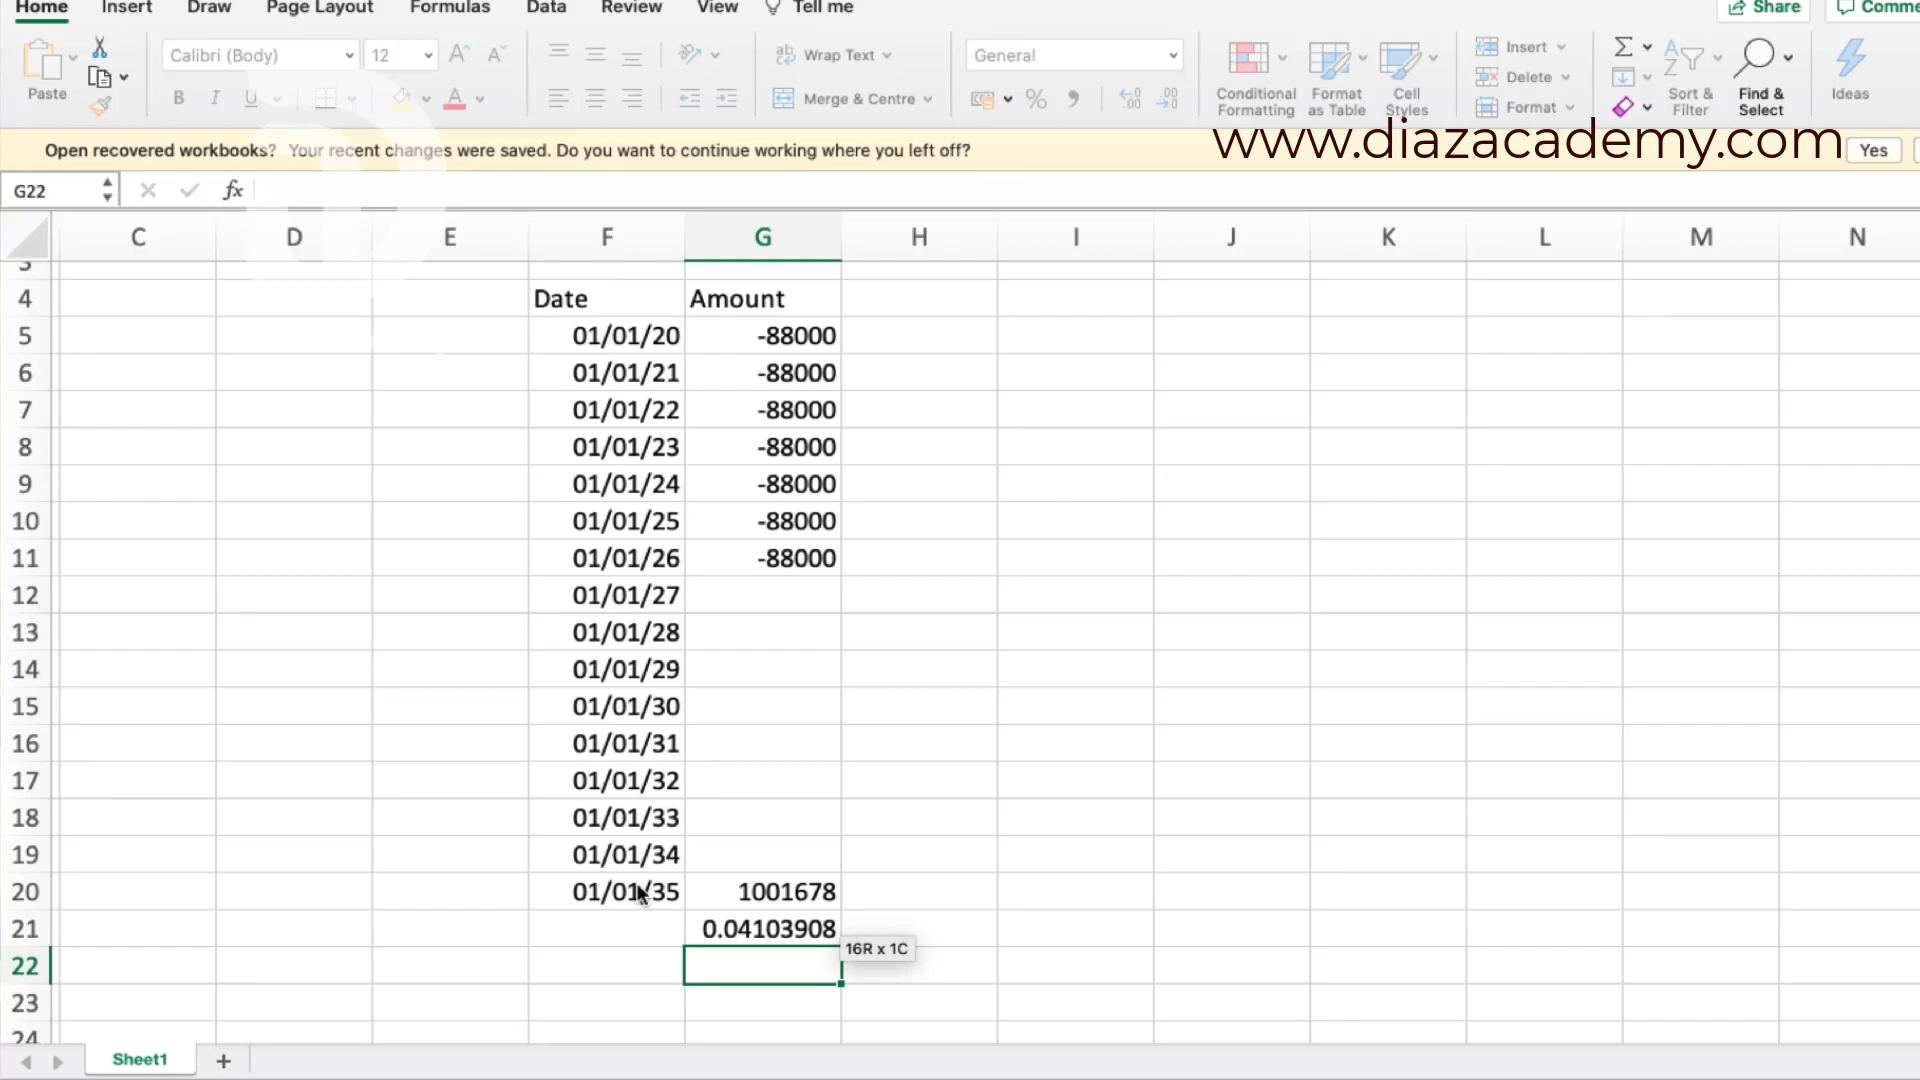 Home Insert Draw Page Layout Formulas Data Review View Tell me Share
Paste Calibri (Body) 12 Wrap Text General Insert
B I U Merge & Centre % Conditional Formatting Format as Table Cell Styles Delete Format Sort & Filter Find & Select Ideas
www.diazacademy.com
Open recovered workbooks? Your recent changes were saved. Do you want to continue working where you left off? Yes
G22 fx
C D E F G H I J K L M N
3
4 Date Amount
5 01/01/20 -88000
6 01/01/21 -88000
7 01/01/22 -88000
8 01/01/23 -88000
9 01/01/24 -88000
10 01/01/25 -88000
11 01/01/26 -88000
12 01/01/27
13 01/01/28
14 01/01/29
15 01/01/30
16 01/01/31
17 01/01/32
18 01/01/33
19 01/01/34
20 01/01/35 1001678
21 0.04103908
16R x 1C
22
23
24
Sheet1